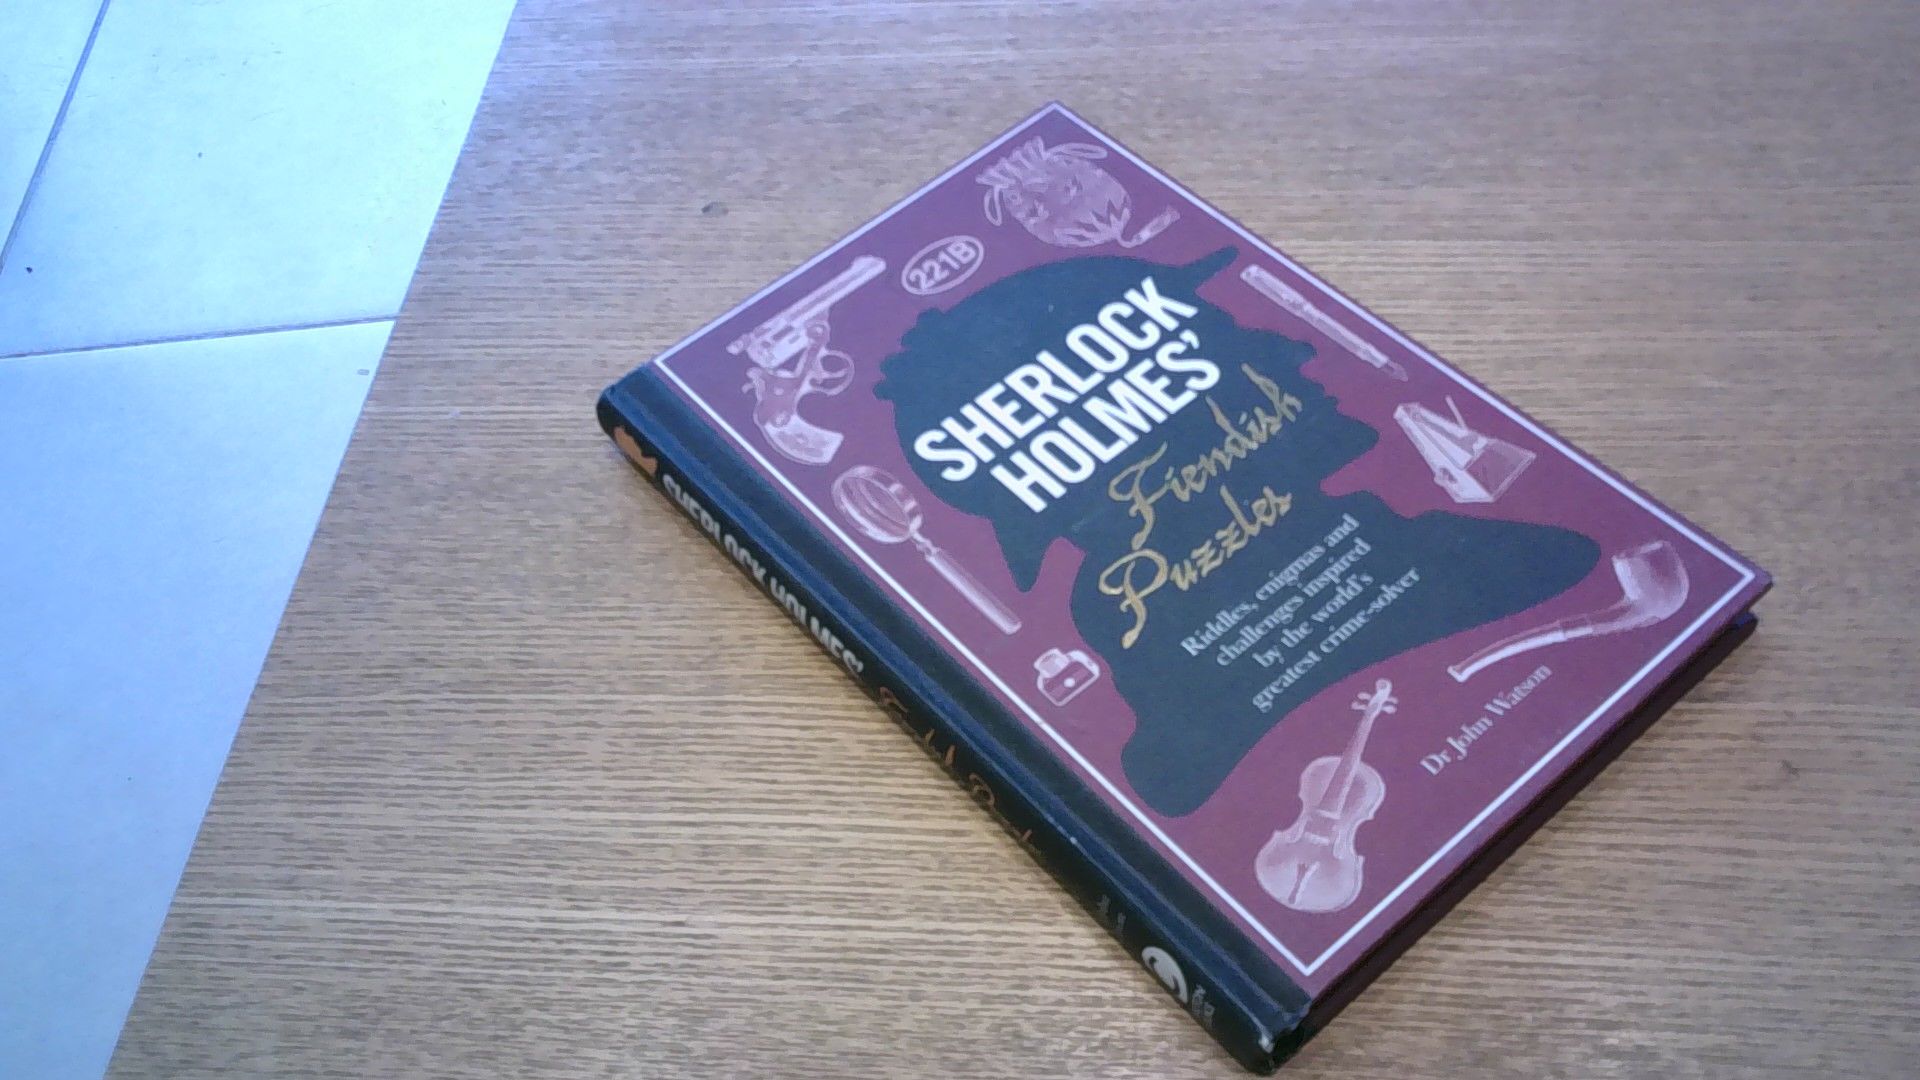 221B
SHERLOCK
HOLMES'
Fiendish
Puzzles
Riddles, enigmas and
challenges inspired
by the world's
greatest crime-solver
Dr John Watson
SHERLOCK HOLMES'